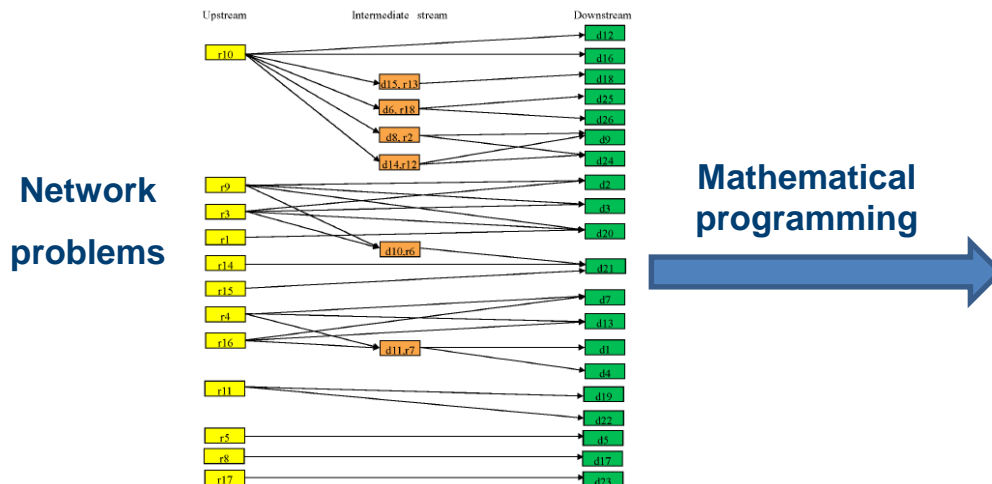 Upstream
Intermediate stream
Downstream
d12
r10
d16
d15, r13
d18
d6, r18
d25
d26
d8, r2
d9
d14,r12
d24
r9
d2
r3
d3
r1
d20
d10,r6
r14
d21
r15
d7
r4
d13
r16
d11,r7
d1
d4
r11
d19
d22
r5
d5
r8
d17
r17
d23
Network
problems
Mathematical
programming